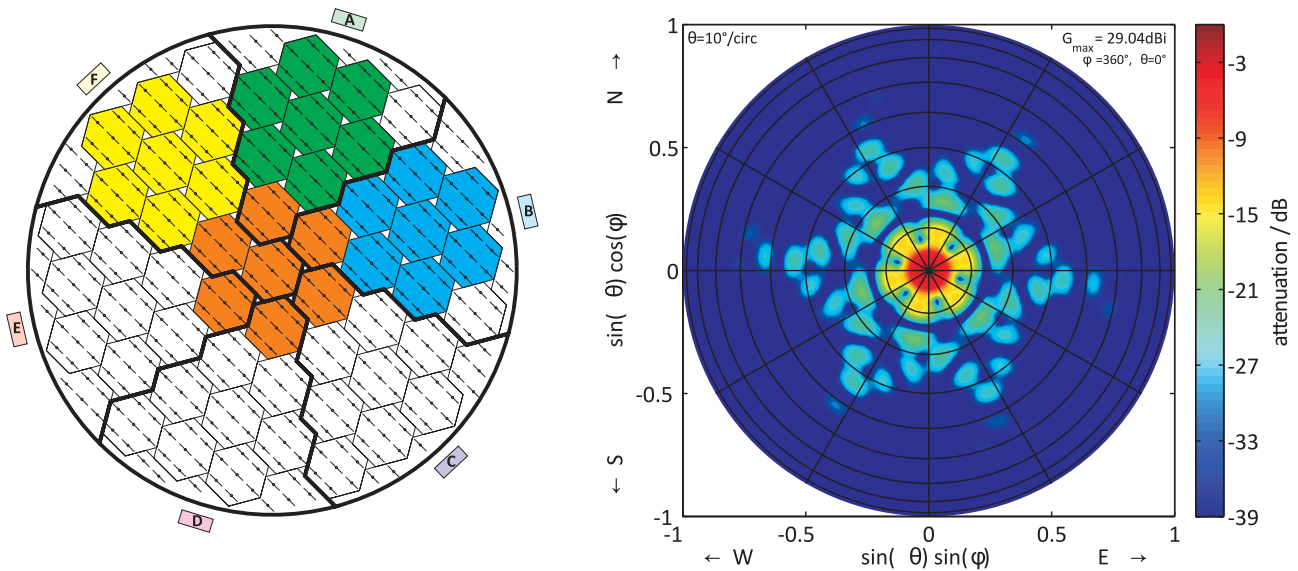 A
F
B
E
C
D
θ=10°/circ
G max = 29.04dBi
φ =360°, θ=0°
1
0.5
0
-0.5
-1
-1
-0.5
0
0.5
1
← S sin( θ) cos(φ) N →
← W sin( θ) sin(φ) E →
-3
-9
-15
-21
-27
-33
-39
attenuation / dB